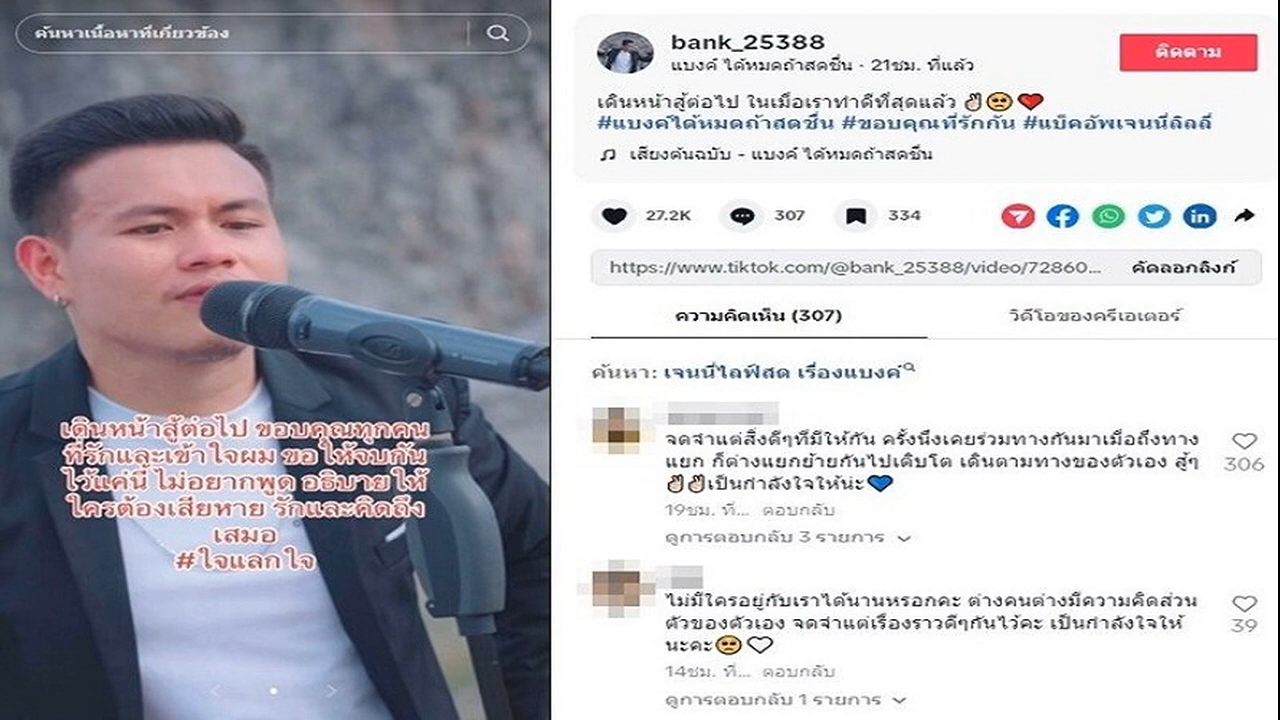 ค้นหาเนื้อหาที่เกี่ยวข้อง
เดินหน้าสู้ต่อไป ขอบคุณทุกคน
ที่รักและเข้าใจผม ขอให้จบกัน
ไว้แค่นี้ ไม่อยากพูด อธิบายให้
ใครต้องเสียหาย รักและคิดถึง
เสมอ
#ใจแลกใจ
bank_25388
แบงค์ ได้หมดถ้าสดชื่น · 21ชม. ที่แล้ว
ติดตาม
เดินหน้าสู้ต่อไป ในเมื่อเราทำดีที่สุดแล้ว ✌🏻🥺❤️
#แบงค์ได้หมดถ้าสดชื่น #ขอบคุณที่รักกัน #แบ็คอัพเจนนี่ลิลลี่
♫ เสียงต้นฉบับ - แบงค์ ได้หมดถ้าสดชื่น
27.2K 307 334
https://www.tiktok.com/@bank_25388/video/72860... คัดลอกลิงก์
ความคิดเห็น (307) วิดีโอของครีเอเตอร์
ค้นหา: เจนนี่ไลฟ์สด เรื่องแบงค์
จดจำแต่สิ่งดีๆที่มีให้กัน ครั้งนึงเคยร่วมทางกันมาเมื่อถึงทาง
แยก ก็ต่างแยกย้ายกันไปเติบโต เดินตามทางของตัวเอง สู้ๆ
✌🏻✌🏻เป็นกำลังใจให้น่ะ💙
306
19ชม. ที่... ตอบกลับ
ดูการตอบกลับ 3 รายการ
ไม่มีใครอยู่กับเราได้นานหรอกคะ ต่างคนต่างมีความคิดส่วน
ตัวของตัวเอง จดจำแต่เรื่องราวดีๆกันไว้คะ เป็นกำลังใจให้
นะคะ🥺🤍
39
14ชม. ที่... ตอบกลับ
ดูการตอบกลับ 1 รายการ